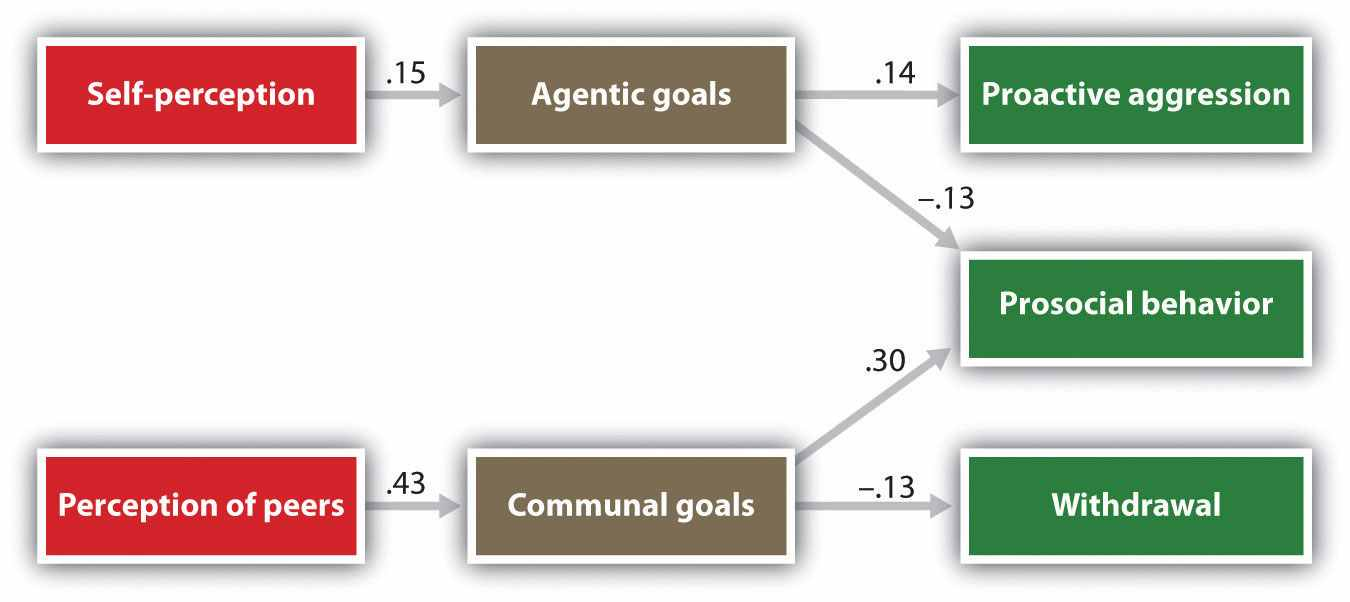 Self-perception
.15
Agentic goals
.14
Proactive aggression
–.13
Prosocial behavior
.30
Perception of peers
.43
Communal goals
–.13
Withdrawal